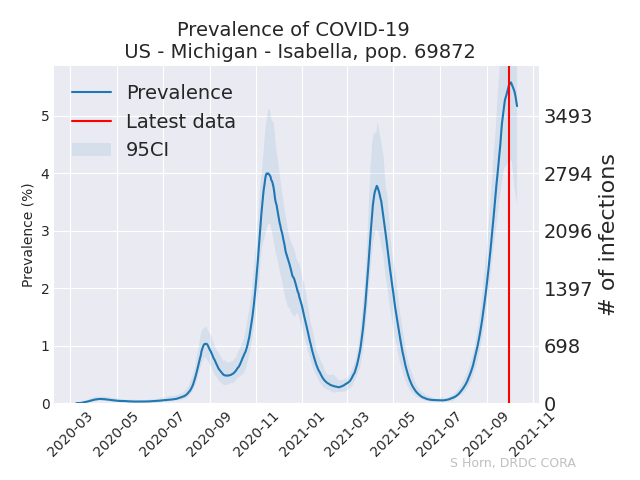 Prevalence of COVID-19
US - Michigan - Isabella, pop. 69872
Prevalence
Latest data
95CI
Prevalence (%)
5
4
3
2
1
0
3493
2794
2096
1397
698
0
# of infections
2020-03
2020-05
2020-07
2020-09
2020-11
2021-01
2021-03
2021-05
2021-07
2021-09
2021-11
S Horn, DRDC CORA